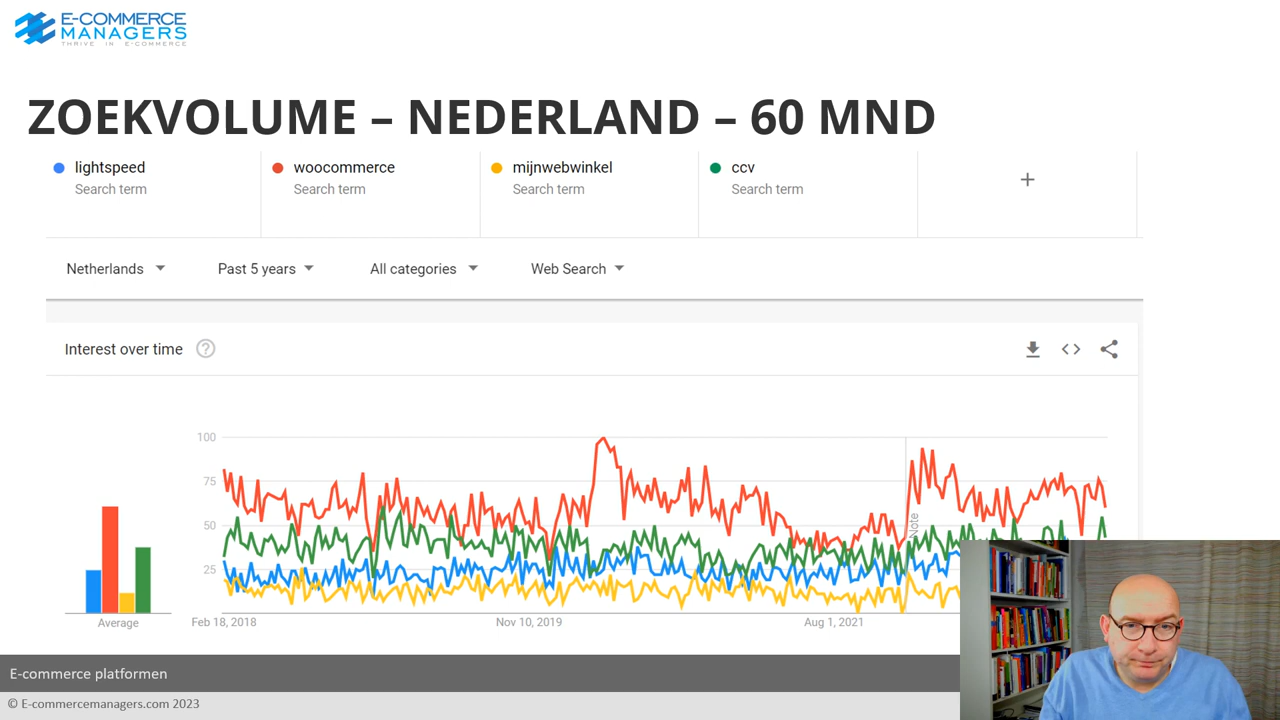 E-COMMERCE
MANAGERS
THRIVE IN E-COMMERCE
ZOEKVOLUME – NEDERLAND – 60 MND
lightspeed
Search term
woocommerce
Search term
mijnwebwinkel
Search term
ccv
Search term
+
Netherlands
Past 5 years
All categories
Web Search
Interest over time
?
100
75
50
25
Note
Average
Feb 18, 2018
Nov 10, 2019
Aug 1, 2021
E-commerce platformen
© E-commercemanagers.com 2023